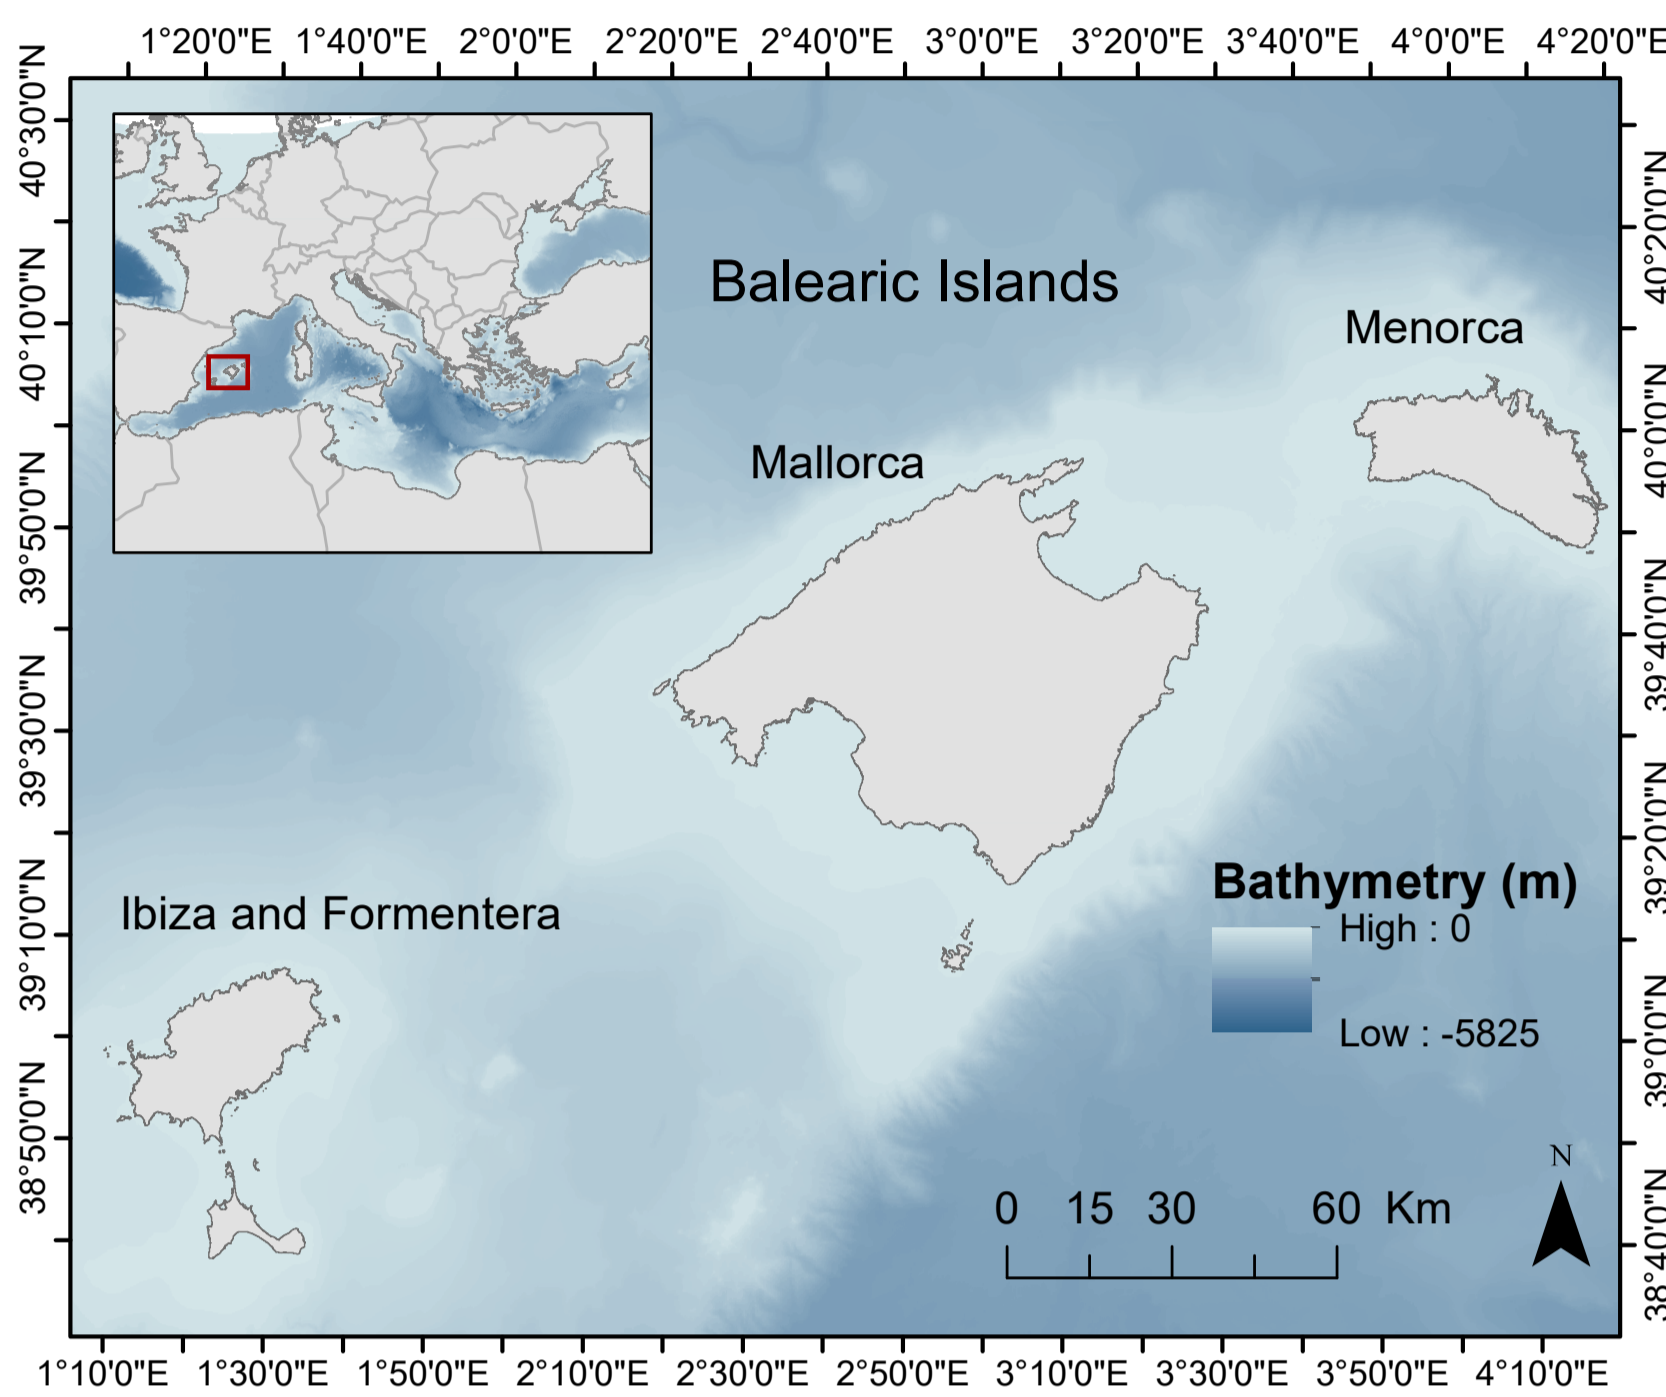 1°20'0"E 1°40'0"E 2°0'0"E 2°20'0"E 2°40'0"E 3°0'0"E 3°20'0"E 3°40'0"E 4°0'0"E 4°20'0"E
40°30'0"N
40°10'0"N
39°50'0"N
39°30'0"N
39°10'0"N
38°50'0"N
Balearic Islands
Menorca
Mallorca
Ibiza and Formentera
Bathymetry (m)
High : 0
Low : -5825
N
0 15 30 60 Km
40°20'0"N
40°0'0"N
39°40'0"N
39°20'0"N
39°0'0"N
38°40'0"N
1°10'0"E 1°30'0"E 1°50'0"E 2°10'0"E 2°30'0"E 2°50'0"E 3°10'0"E 3°30'0"E 3°50'0"E 4°10'0"E